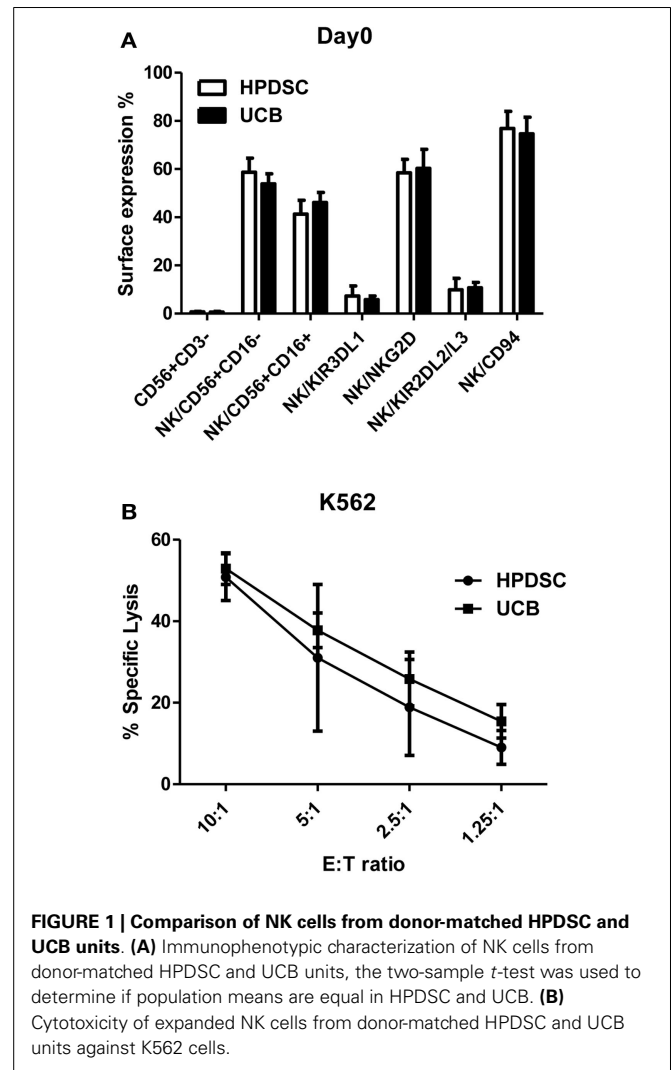 A
Day0
HPDSC
UCB
Surface expression %
100
80
60
40
20
0
CD56+CD3-
NK/CD56+CD16-
NK/CD56+CD16+
NK/KIR3DL1
NK/NKG2D
NK/KIR2DL2/L3
NK/CD94
B
K562
HPDSC
UCB
% Specific Lysis
60
40
20
0
10:1
5:1
2.5:1
1.25:1
E:T ratio
FIGURE 1 | Comparison of NK cells from donor-matched HPDSC and
UCB units. (A) Immunophenotypic characterization of NK cells from
donor-matched HPDSC and UCB units, the two-sample t-test was used to
determine if population means are equal in HPDSC and UCB. (B)
Cytotoxicity of expanded NK cells from donor-matched HPDSC and UCB
units against K562 cells.